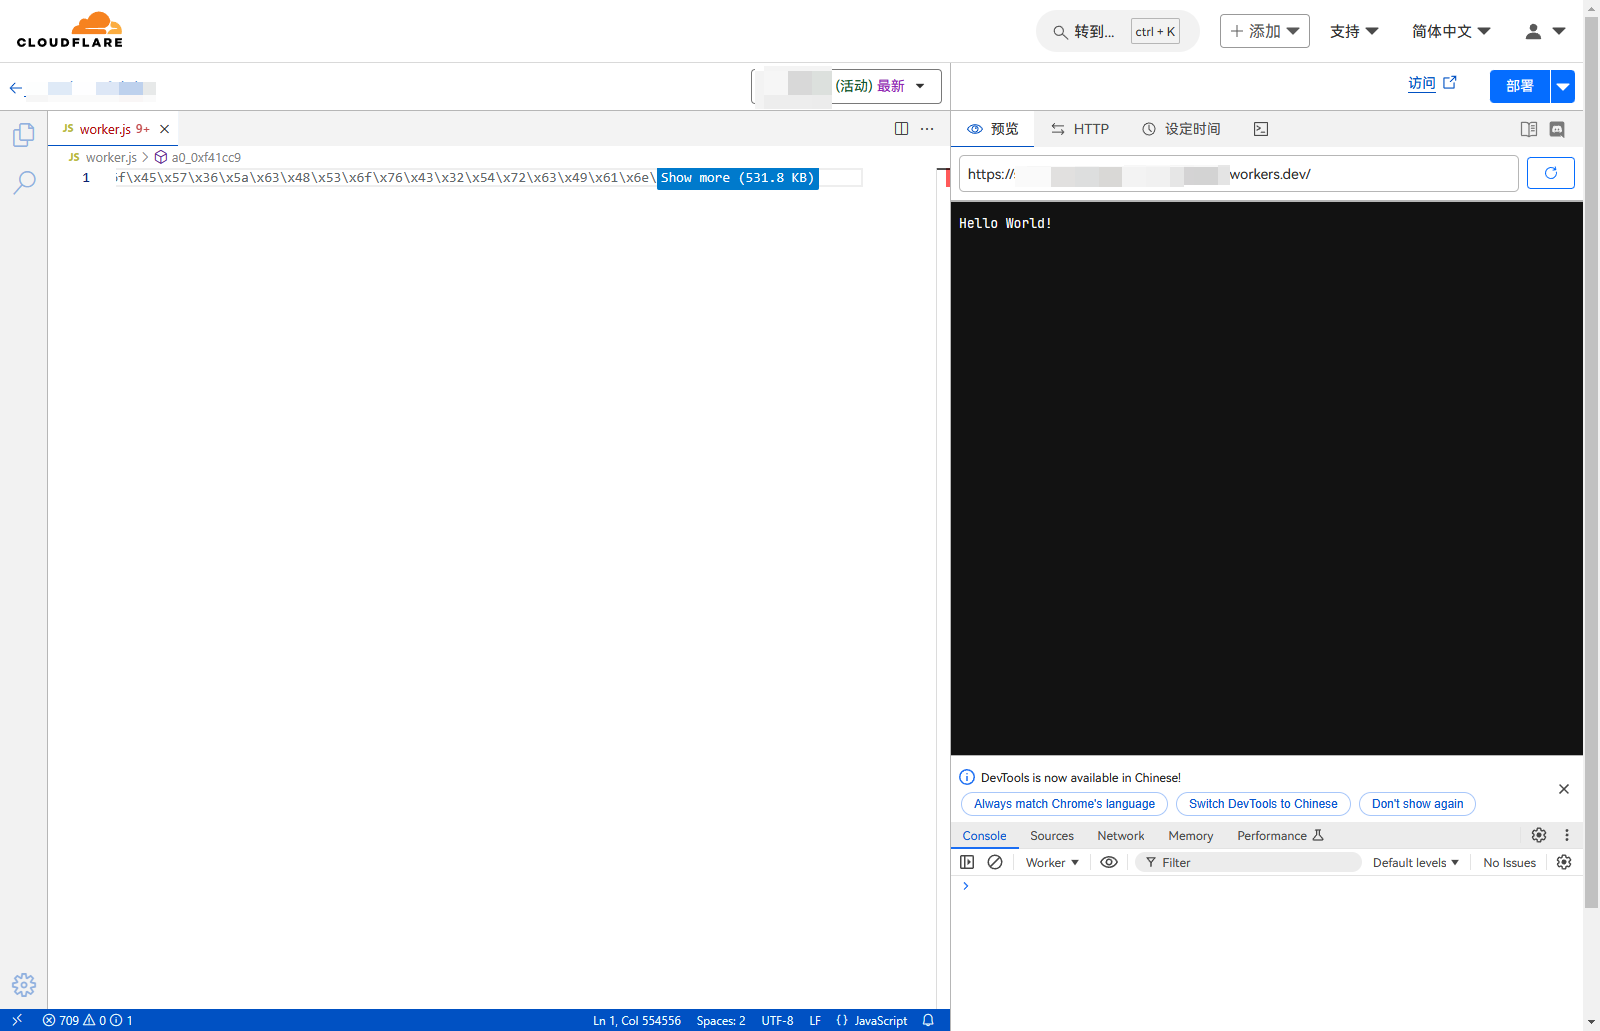 CLOUDFLARE
转到... ctrl + K
添加
支持
简体中文
(活动) 最新
访问
部署
JS worker.js 9+
预览
HTTP
设定时间
JS worker.js > a0_0xf41cc9
1 f\x45\x57\x36\x5a\x63\x48\x53\x6f\x76\x43\x32\x54\x72\x63\x49\x61\x6e\ Show more (531.8 KB)
https:// workers.dev/
Hello World!
DevTools is now available in Chinese!
Always match Chrome's language
Switch DevTools to Chinese
Don't show again
Console Sources Network Memory Performance
Worker Filter Default levels No Issues
709 0 1 Ln 1, Col 554556 Spaces: 2 UTF-8 LF {} JavaScript